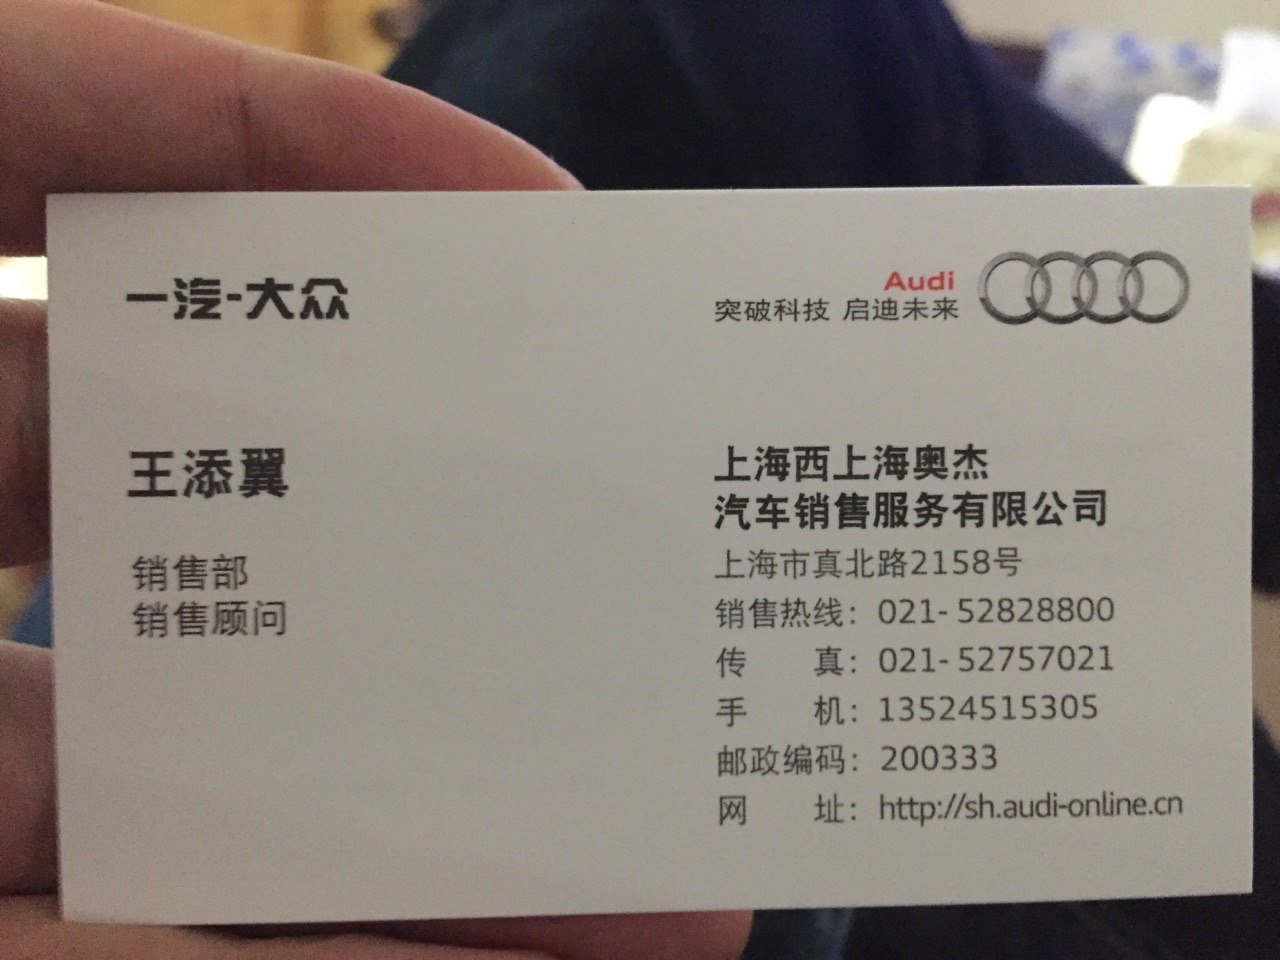 一汽-大众
Audi
突破科技 启迪未来
王添翼
销售部
销售顾问
上海西上海奥杰
汽车销售服务有限公司
上海市真北路2158号
销售热线：021- 52828800
传　　真：021- 52757021
手　　机：13524515305
邮政编码：200333
网　　址：http://sh.audi-online.cn